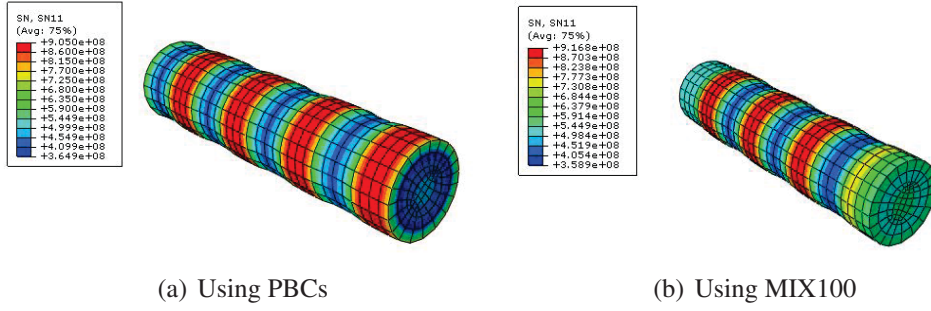 SN, SN11
(Avg: 75%)
+9.050e+08
+8.600e+08
+8.150e+08
+7.700e+08
+7.250e+08
+6.800e+08
+6.350e+08
+5.900e+08
+5.449e+08
+4.999e+08
+4.549e+08
+4.099e+08
+3.649e+08
SN, SN11
(Avg: 75%)
+9.168e+08
+8.703e+08
+8.238e+08
+7.773e+08
+7.308e+08
+6.844e+08
+6.379e+08
+5.914e+08
+5.449e+08
+4.984e+08
+4.519e+08
+4.054e+08
+3.589e+08
(a) Using PBCs
(b) Using MIX100